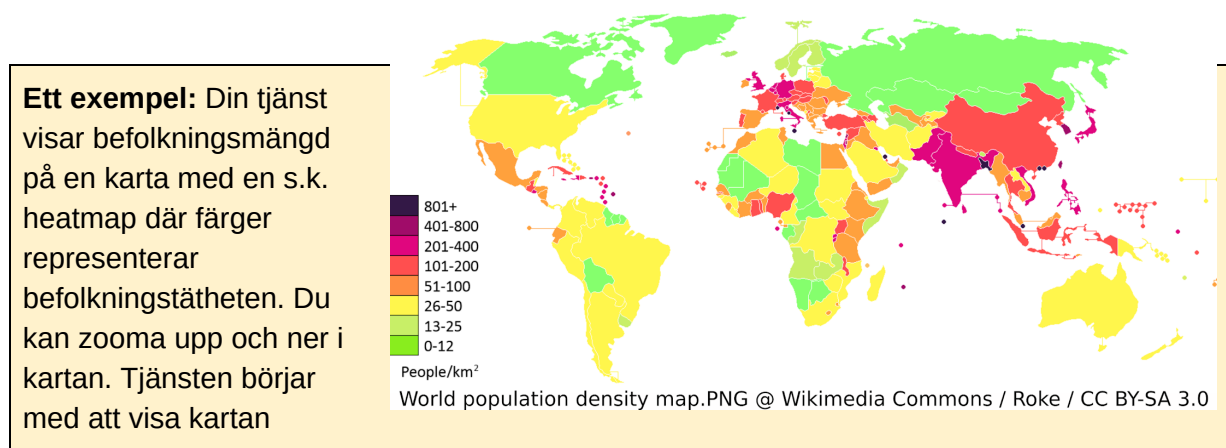 Ett exempel: Din tjänst
visar befolkningsmängd
på en karta med en s.k.
heatmap där färger
representerar
befolkningstätheten. Du
kan zooma upp och ner i
kartan. Tjänsten börjar
med att visa kartan
801+
401-800
201-400
101-200
51-100
26-50
13-25
0-12
People/km²
World population density map.PNG @ Wikimedia Commons / Roke / CC BY-SA 3.0